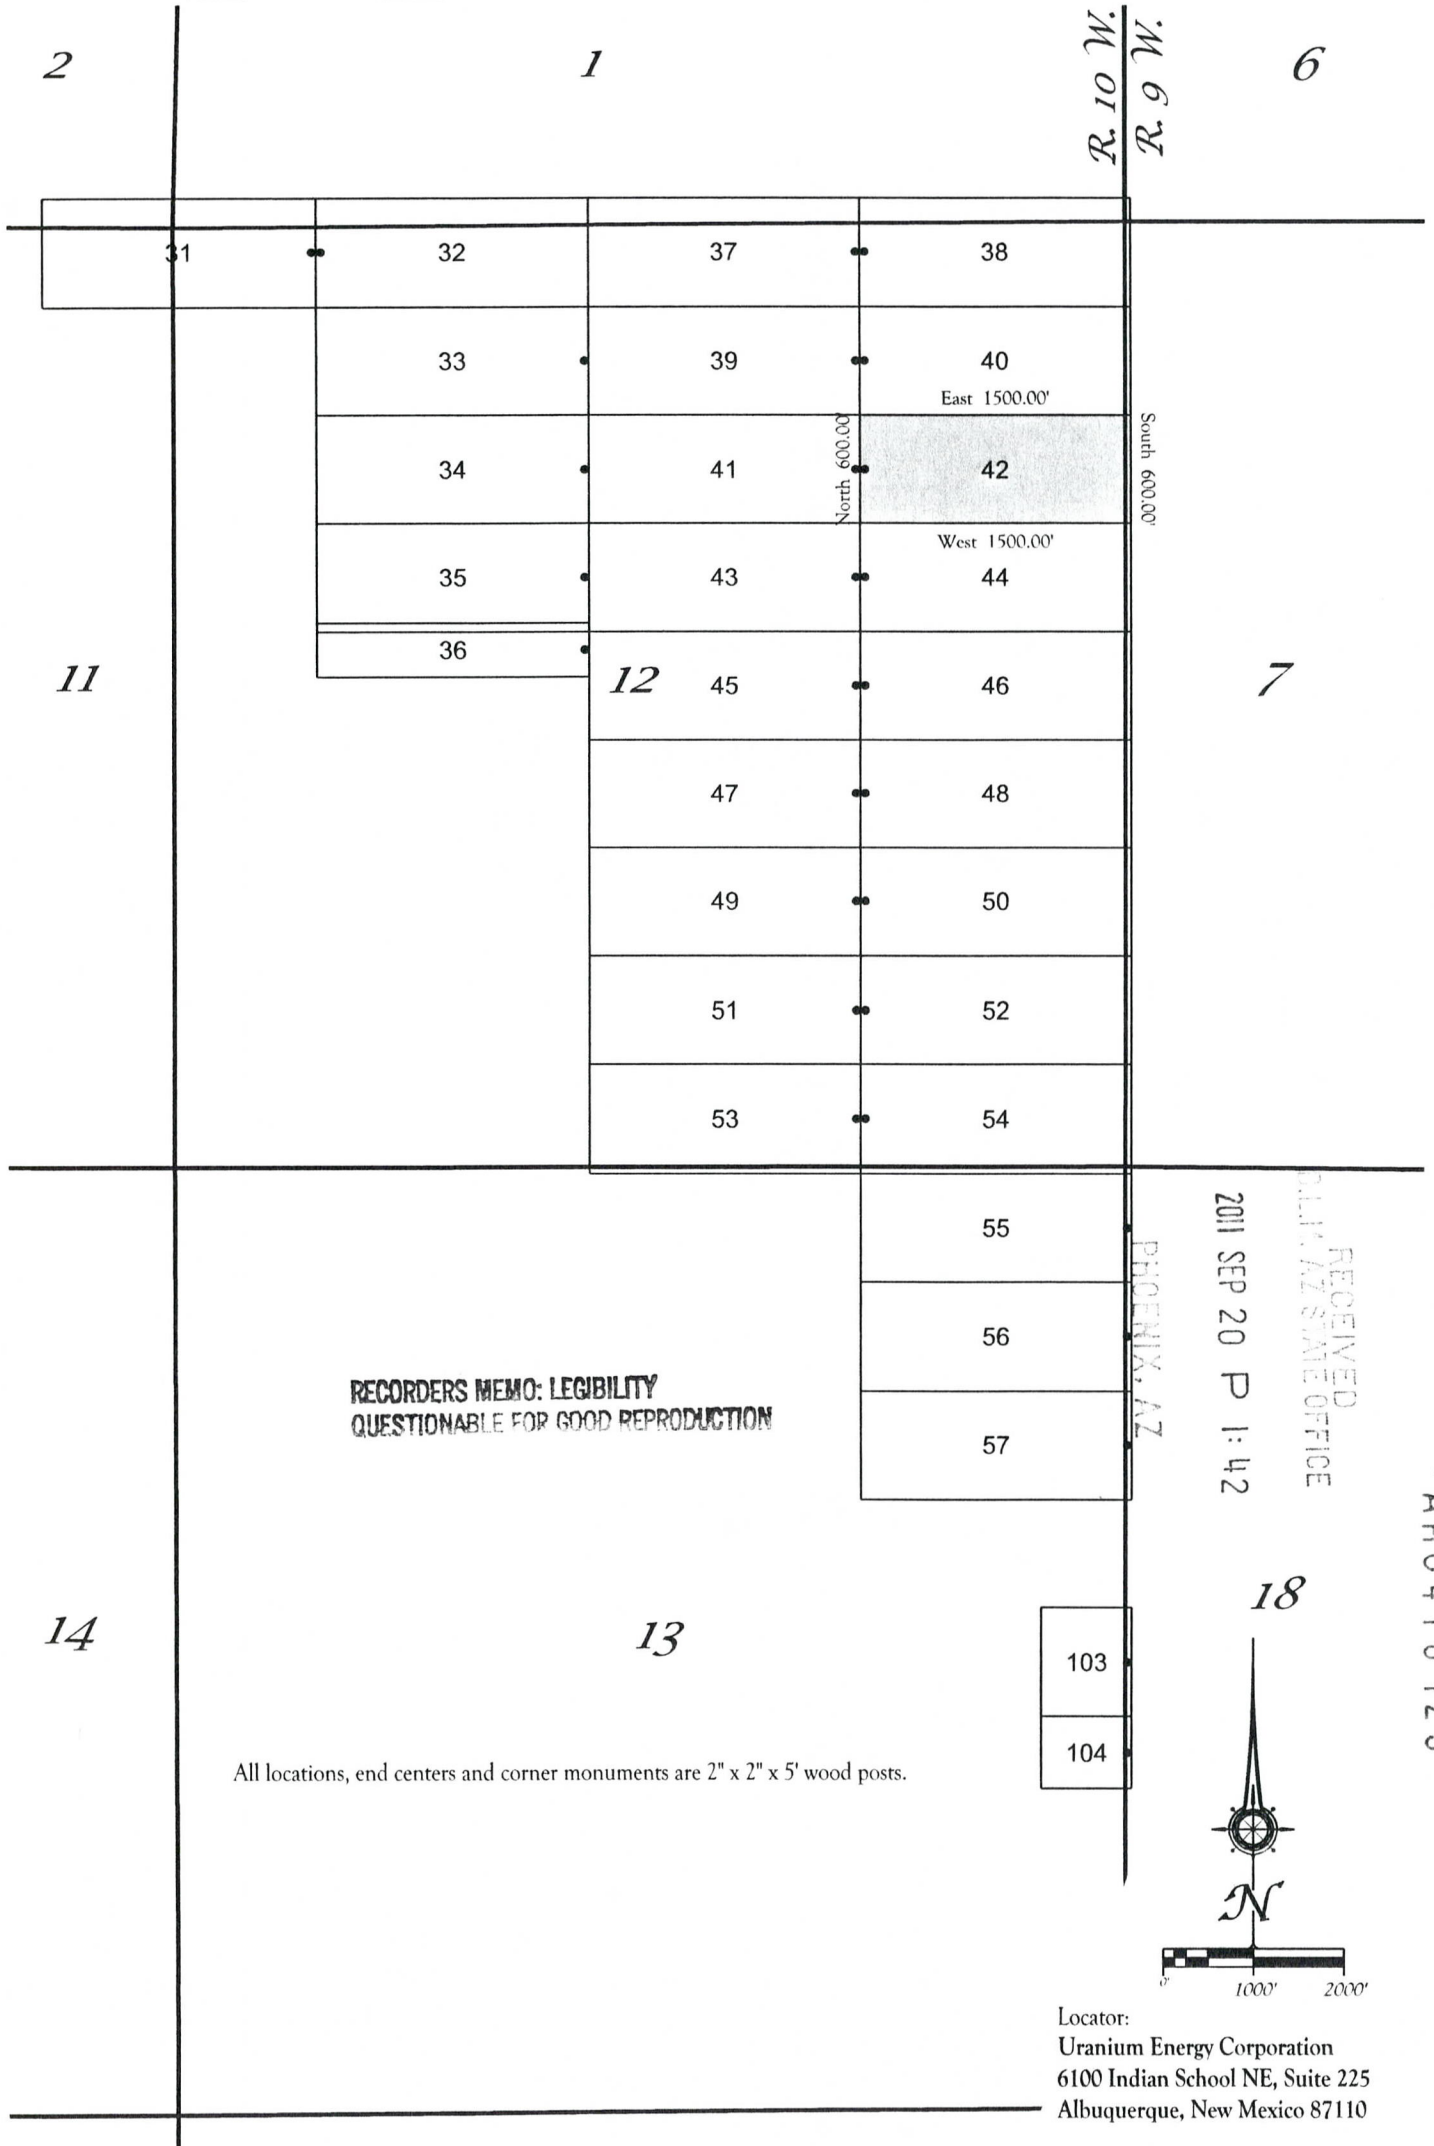 2
1
R. 10 W.
R. 9 W.
6
31
32
37
38
33
39
40
East 1500.00'
North 600.00'
South 600.00'
34
41
42
West 1500.00'
35
43
44
36
11
12
45
46
7
47
48
49
50
51
52
53
54
55
56
57
RECEIVED
AZ STATE OFFICE
2011 SEP 20 P 1:42
PHOENIX, AZ
RECORDERS MEMO: LEGIBILITY
QUESTIONABLE FOR GOOD REPRODUCTION
14
13
18
103
104
All locations, end centers and corner monuments are 2" x 2" x 5' wood posts.
N
0'
1000'
2000'
Locator:
Uranium Energy Corporation
6100 Indian School NE, Suite 225
Albuquerque, New Mexico 87110